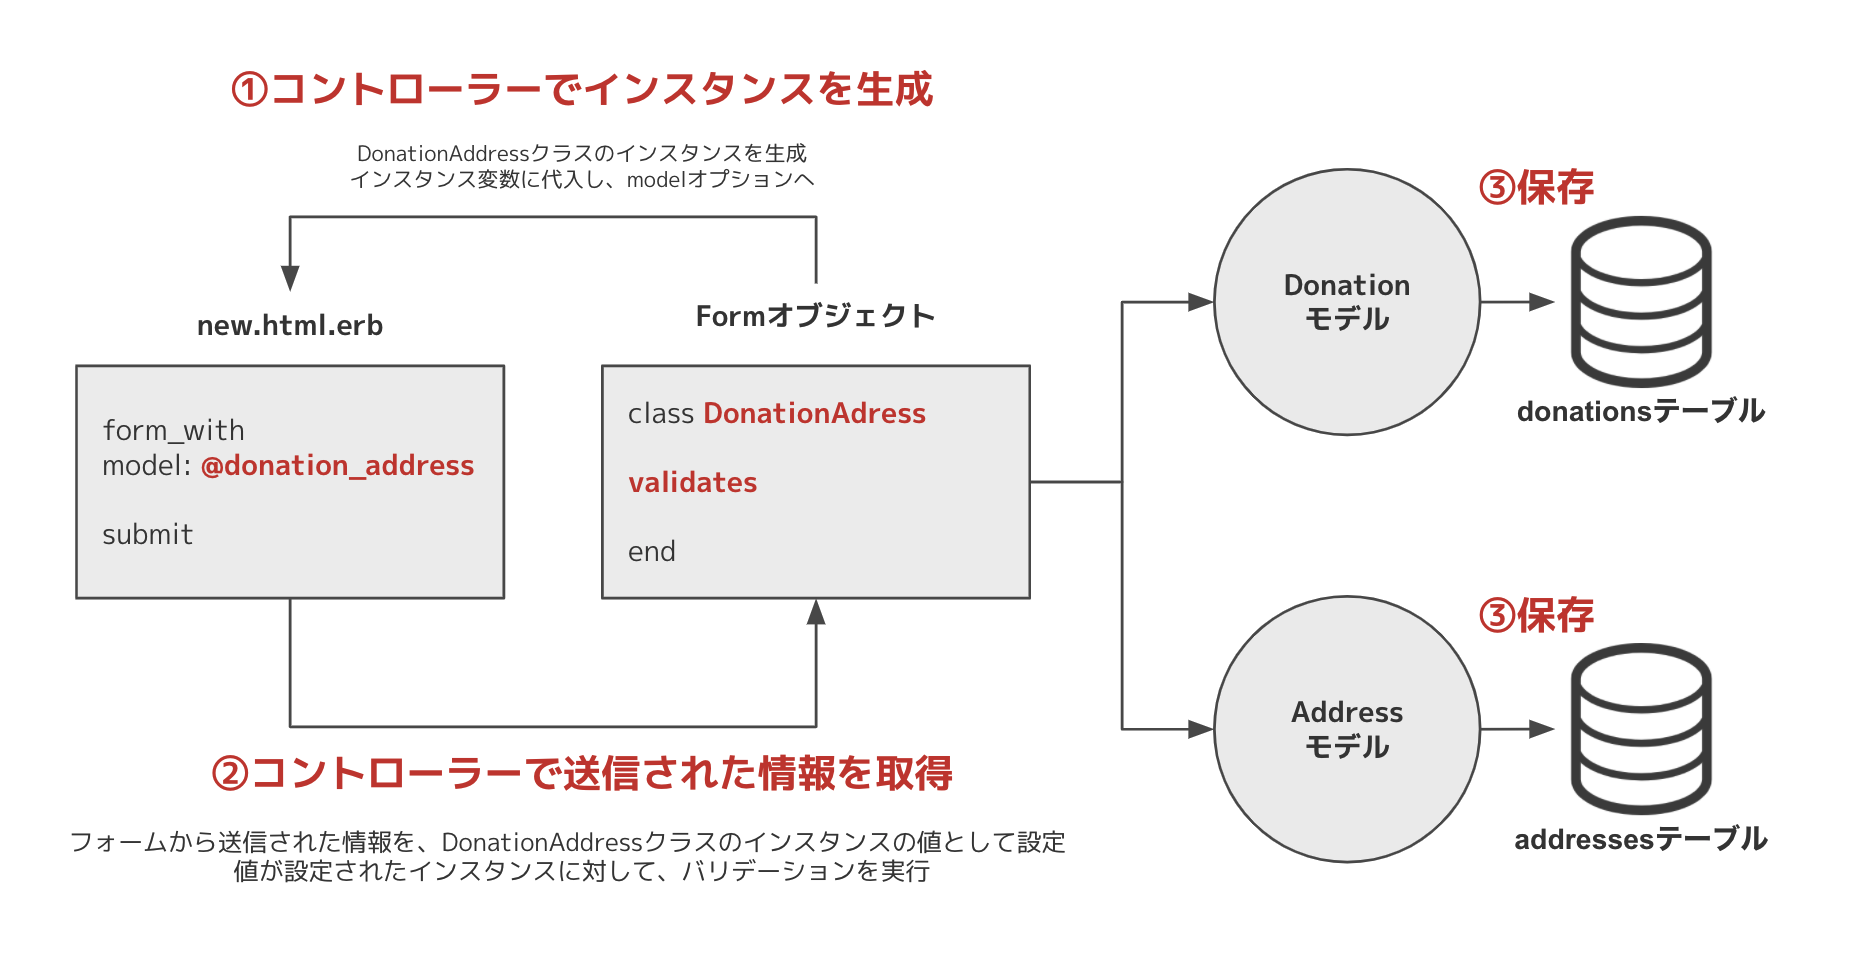 ①コントローラーでインスタンスを生成
DonationAddressクラスのインスタンスを生成
インスタンス変数に代入し、modelオプションへ
new.html.erb
form_with
model: @donation_address
submit
Formオブジェクト
class DonationAdress
validates
end
②コントローラーで送信された情報を取得
フォームから送信された情報を、DonationAddressクラスのインスタンスの値として設定
値が設定されたインスタンスに対して、バリデーションを実行
Donation
モデル
③保存
donationsテーブル
Address
モデル
③保存
addressesテーブル